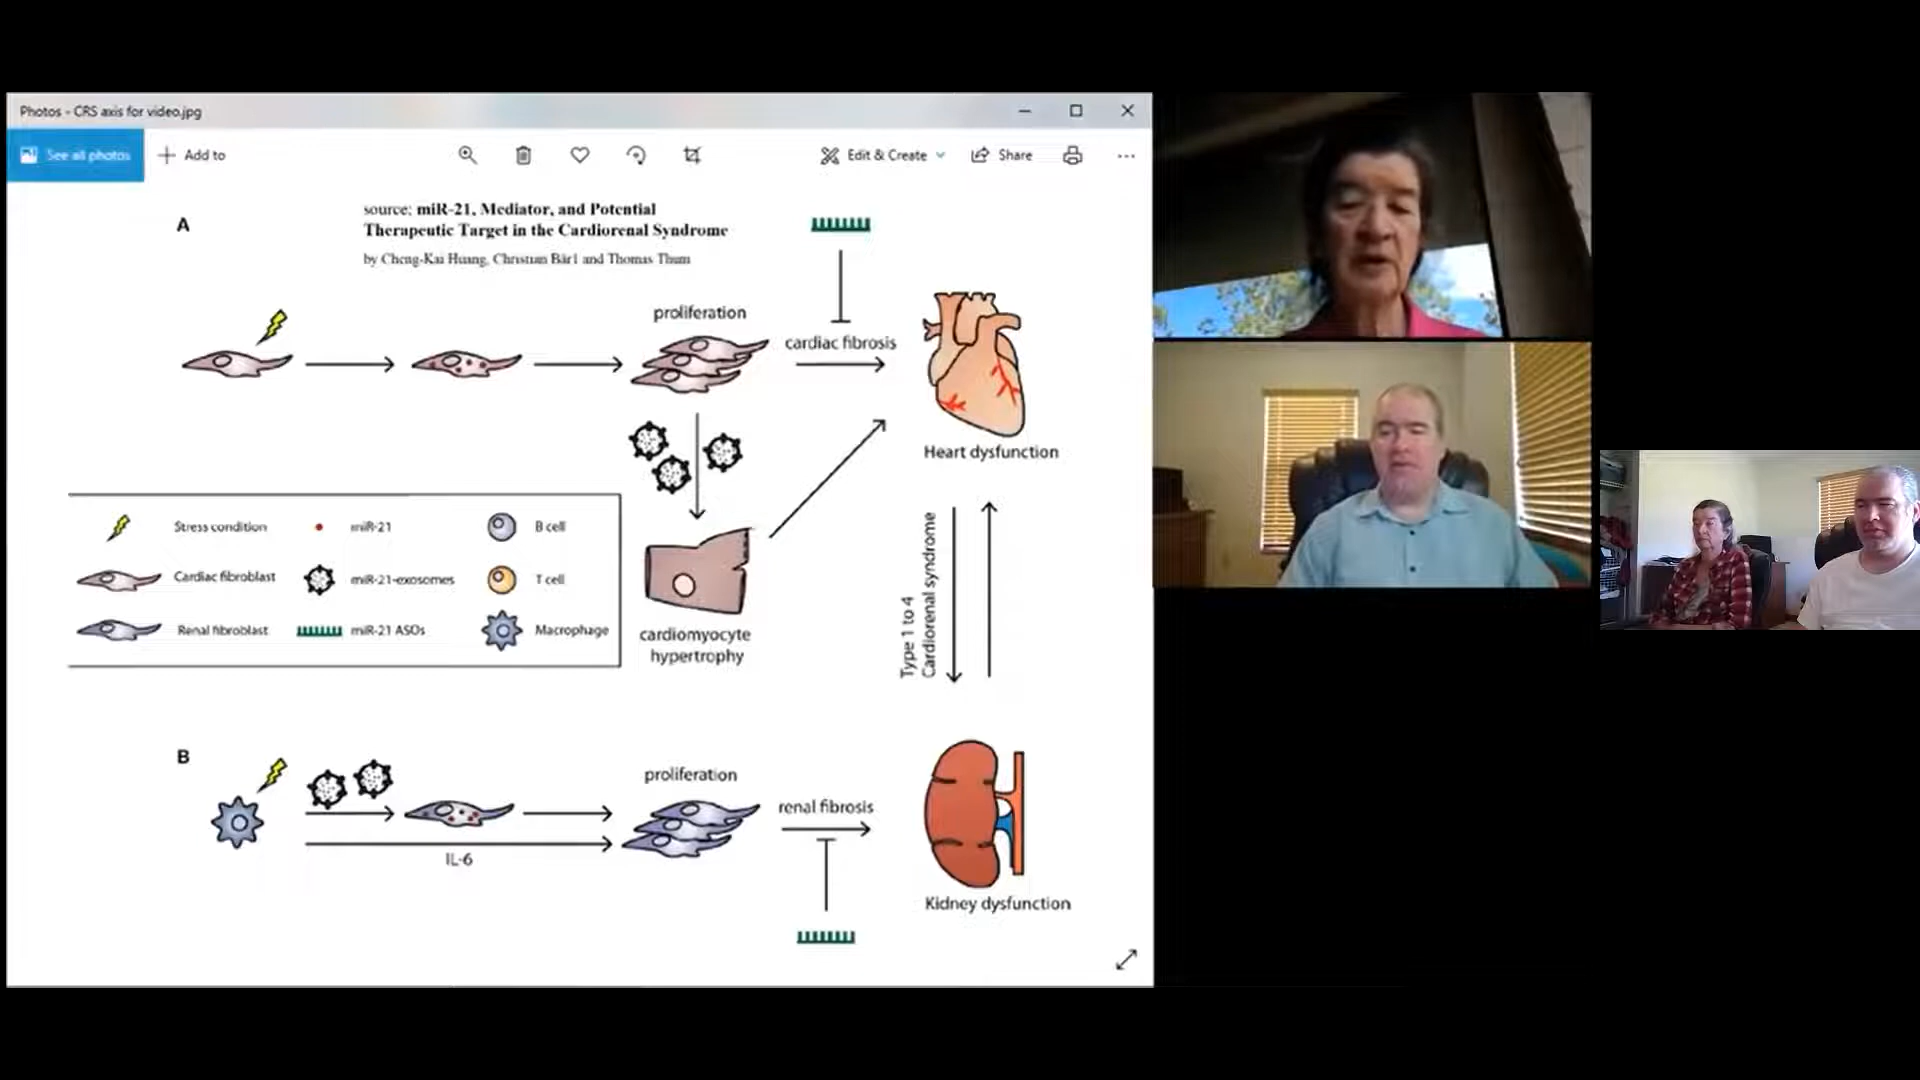 Photos - CRS axis for video.jpg
See all photos
Add to
Edit & Create
Share
A
source: miR-21, Mediator, and Potential
Therapeutic Target in the Cardiorenal Syndrome
by Cheng-Kai Huang, Christian Bär1 and Thomas Thum
proliferation
cardiac fibrosis
Heart dysfunction
Stress condition
miR-21
B cell
Cardiac fibroblast
miR-21-exosomes
T cell
Renal fibroblast
miR-21 ASOs
Macrophage
cardiomyocyte
hypertrophy
Type 1 to 4
Cardiorenal syndrome
B
proliferation
renal fibrosis
IL-6
Kidney dysfunction